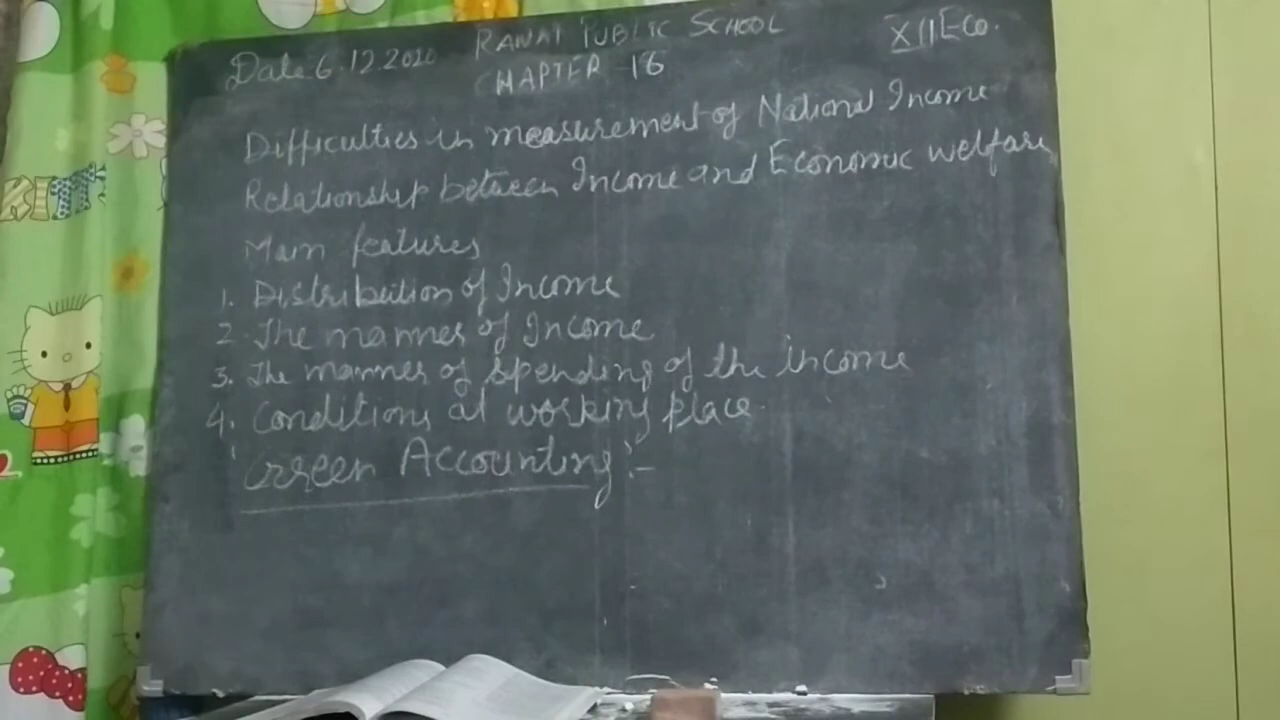 RAWAT PUBLIC SCHOOL
XII Eco.
Date 6.12.2020
CHAPTER - 16
Difficulties in measurement of National Income
Relationship between Income and Economic welfare
Main features
1. Distribution of Income
2. The manner of Income
3. The manner of spending of the income
4. Conditions at working place.
'Green Accounting':-